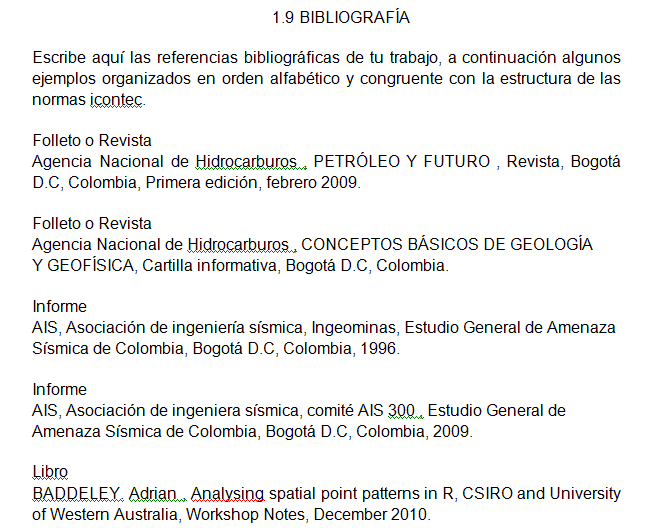 1.9 BIBLIOGRAFÍA
Escribe aquí las referencias bibliográficas de tu trabajo, a continuación algunos
ejemplos organizados en orden alfabético y congruente con la estructura de las
normas icontec.
Folleto o Revista
Agencia Nacional de Hidrocarburos , PETRÓLEO Y FUTURO , Revista, Bogotá
D.C, Colombia, Primera edición, febrero 2009.
Folleto o Revista
Agencia Nacional de Hidrocarburos , CONCEPTOS BÁSICOS DE GEOLOGÍA
Y GEOFÍSICA, Cartilla informativa, Bogotá D.C, Colombia.
Informe
AIS, Asociación de ingeniería sísmica, Ingeominas, Estudio General de Amenaza
Sísmica de Colombia, Bogotá D.C, Colombia, 1996.
Informe
AIS, Asociación de ingeniera sísmica, comité AIS 300 , Estudio General de
Amenaza Sísmica de Colombia, Bogotá D.C, Colombia, 2009.
Libro
BADDELEY. Adrian , Analysing spatial point patterns in R, CSIRO and University
of Western Australia, Workshop Notes, December 2010.